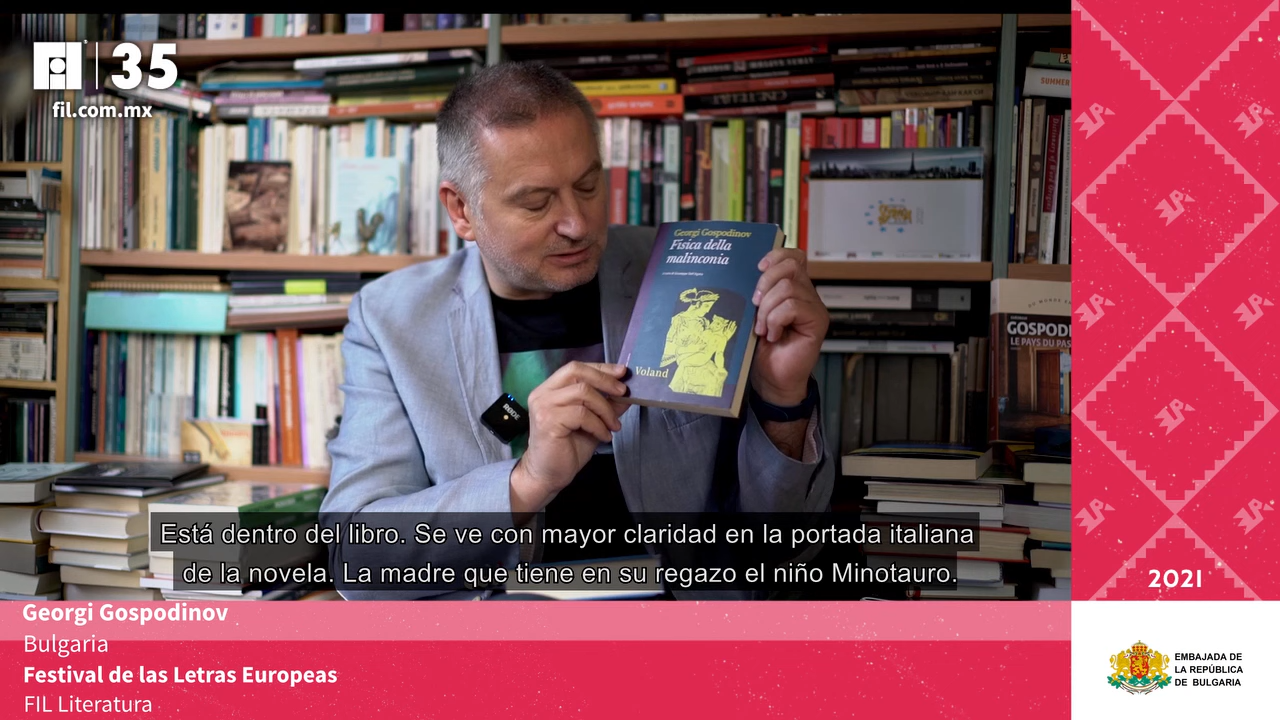 FIL 35
fil.com.mx
SUMMER
Georgi Gospodinov
Fisica della
malinconia
Voland
GOSPODI
LE PAYS DU PAS
RØDE
Está dentro del libro. Se ve con mayor claridad en la portada italiana
de la novela. La madre que tiene en su regazo el niño Minotauro.
2021
Georgi Gospodinov
Bulgaria
Festival de las Letras Europeas
FIL Literatura
EMBAJADA DE
LA REPÚBLICA
DE BULGARIA